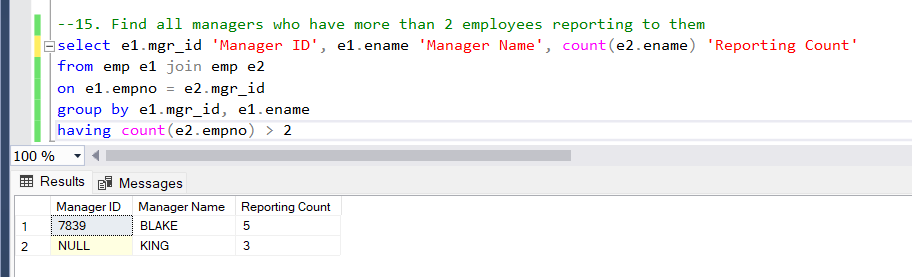 --15. Find all managers who have more than 2 employees reporting to them
select e1.mgr_id 'Manager ID', e1.ename 'Manager Name', count(e2.ename) 'Reporting Count'
from emp e1 join emp e2
on e1.empno = e2.mgr_id
group by e1.mgr_id, e1.ename
having count(e2.empno) > 2
100 %
Results Messages
Manager ID Manager Name Reporting Count
1 7839 BLAKE 5
2 NULL KING 3